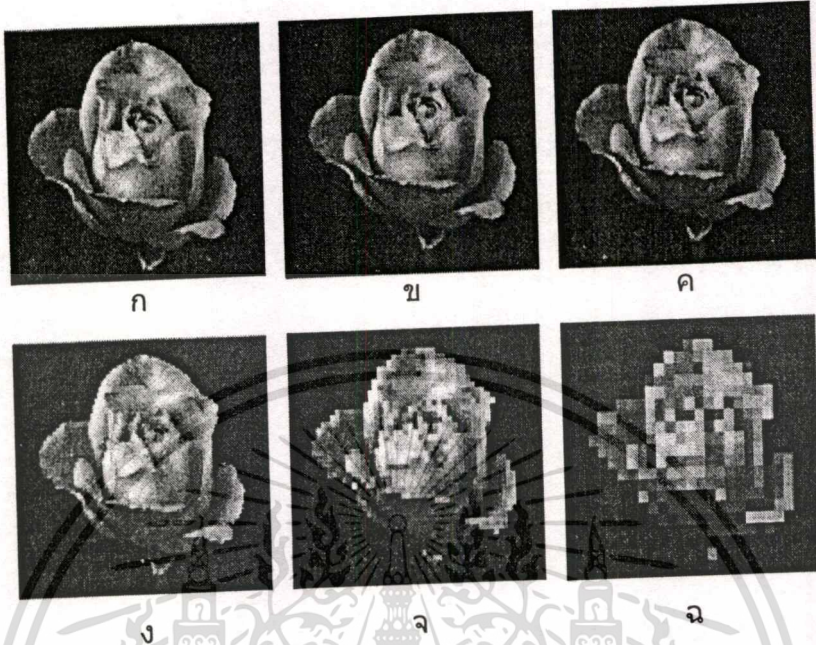 ก ข ค
ง จ ฉ